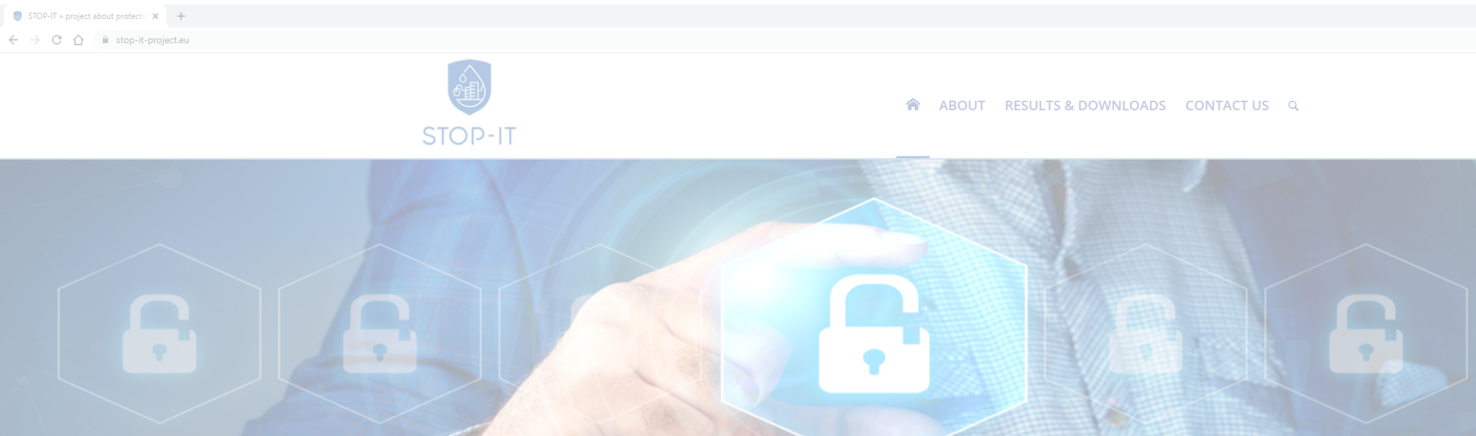 STOP-IT » project about protecti
stop-it-project.eu
STOP-IT
ABOUT
RESULTS & DOWNLOADS
CONTACT US